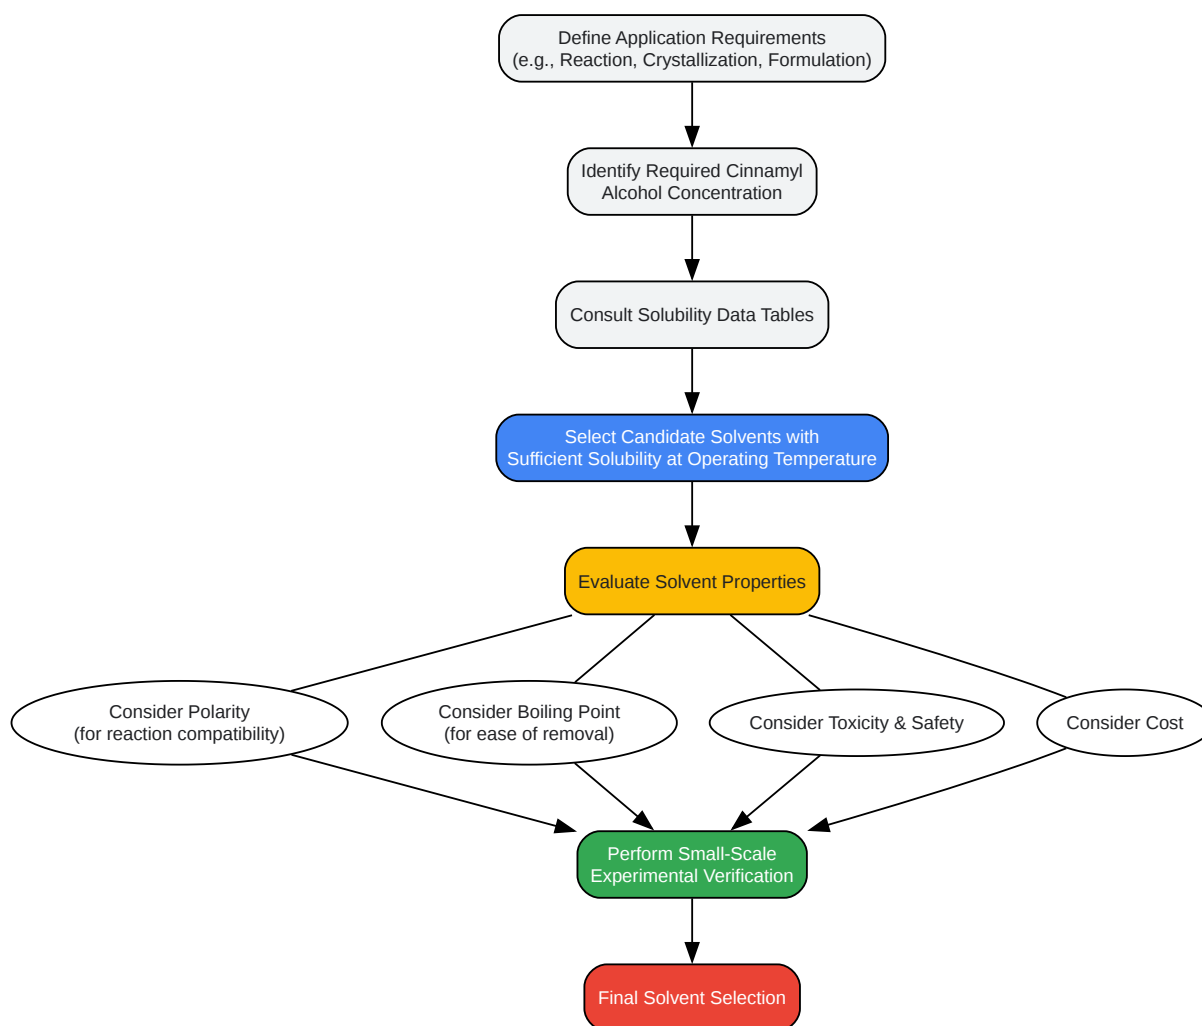 Define Application Requirements
(e.g., Reaction, Crystallization, Formulation)
Identify Required Cinnamyl
Alcohol Concentration
Consult Solubility Data Tables
Select Candidate Solvents with
Sufficient Solubility at Operating Temperature
Evaluate Solvent Properties
Consider Polarity
(for reaction compatibility)
Consider Boiling Point
(for ease of removal)
Consider Toxicity & Safety
Consider Cost
Perform Small-Scale
Experimental Verification
Final Solvent Selection